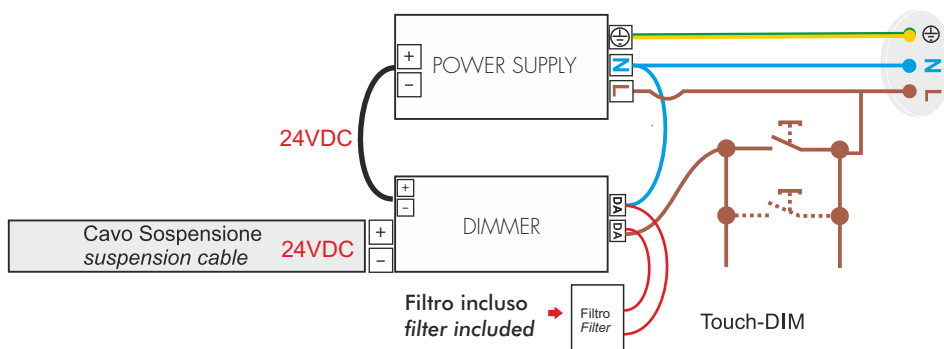 POWER SUPPLY
+
−
N
L
N
L
24VDC
DIMMER
+
−
DA
DA
Cavo Sospensione
suspension cable
24VDC
+
−
Filtro incluso
filter included
Filtro
Filter
Touch-DIM